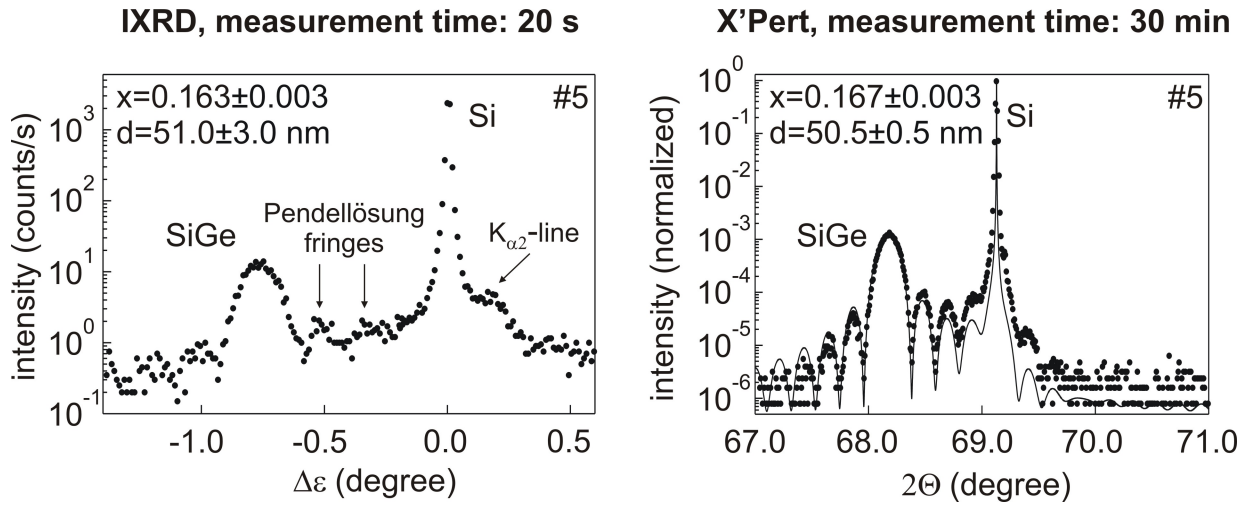 IXRD, measurement time: 20 s
x=0.163±0.003
d=51.0±3.0 nm
#5
Si
SiGe
Pendellösung
fringes
Kα2-line
intensity (counts/s)
10³
10²
10¹
10⁰
10⁻¹
-1.0 -0.5 0.0 0.5
Δε (degree)
X’Pert, measurement time: 30 min
x=0.167±0.003
d=50.5±0.5 nm
#5
Si
SiGe
intensity (normalized)
10⁰
10⁻¹
10⁻²
10⁻³
10⁻⁴
10⁻⁵
10⁻⁶
67.0 68.0 69.0 70.0 71.0
2Θ (degree)